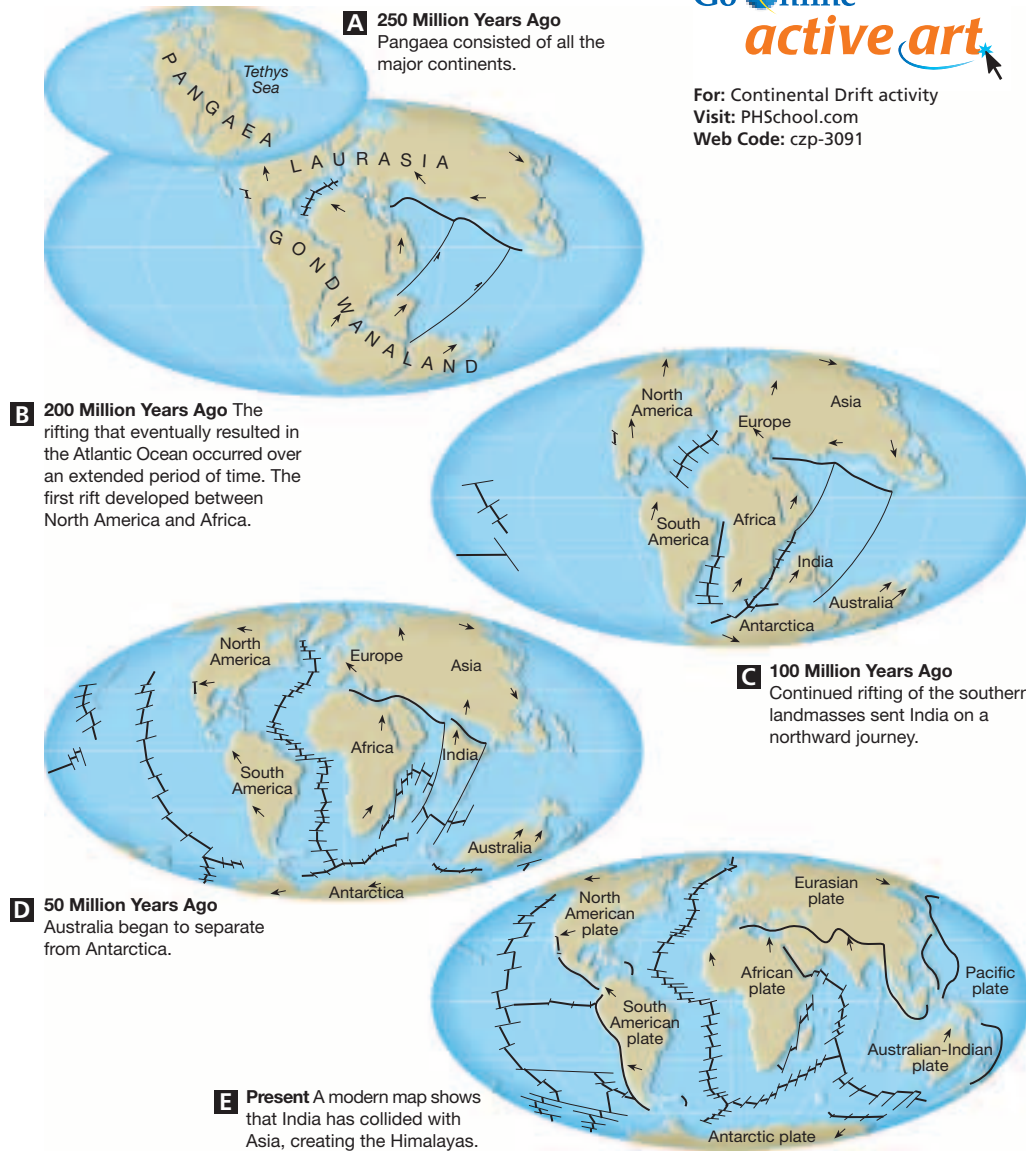 A 250 Million Years Ago
Pangaea consisted of all the
major continents.
active art
For: Continental Drift activity
Visit: PHSchool.com
Web Code: czp-3091
PANGAEA
Tethys
Sea
LAURASIA
GONDWANALAND
B 200 Million Years Ago The
rifting that eventually resulted in
the Atlantic Ocean occurred over
an extended period of time. The
first rift developed between
North America and Africa.
North
America
Europe
Asia
South
America
Africa
India
Australia
Antarctica
C 100 Million Years Ago
Continued rifting of the southern
landmasses sent India on a
northward journey.
North
America
Europe
Asia
Africa
India
South
America
Australia
Antarctica
D 50 Million Years Ago
Australia began to separate
from Antarctica.
North
American
plate
Eurasian
plate
African
plate
Pacific
plate
South
American
plate
Australian-Indian
plate
Antarctic plate
E Present A modern map shows
that India has collided with
Asia, creating the Himalayas.